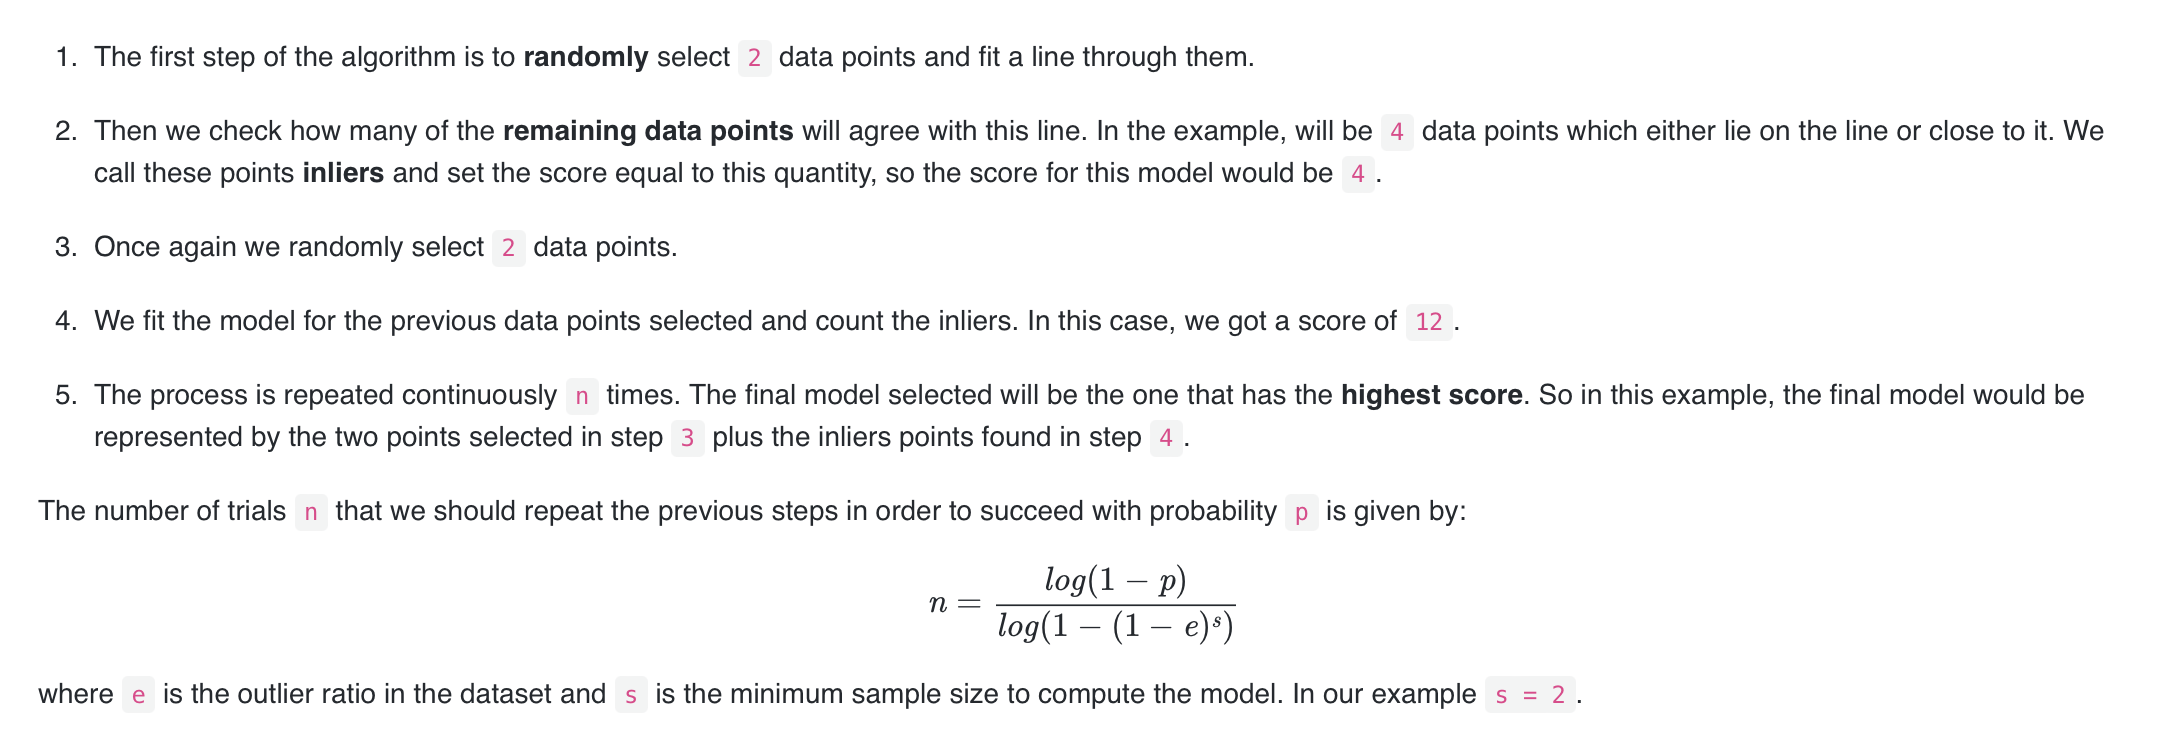 1. The first step of the algorithm is to randomly select 2 data points and fit a line through them.
2. Then we check how many of the remaining data points will agree with this line. In the example, will be 4 data points which either lie on the line or close to it. We
call these points inliers and set the score equal to this quantity, so the score for this model would be 4.
3. Once again we randomly select 2 data points.
4. We fit the model for the previous data points selected and count the inliers. In this case, we got a score of 12.
5. The process is repeated continuously n times. The final model selected will be the one that has the highest score. So in this example, the final model would be
represented by the two points selected in step 3 plus the inliers points found in step 4.
The number of trials n that we should repeat the previous steps in order to succeed with probability p is given by:
n = log(1 − p) / log(1 − (1 − e)^s)
where e is the outlier ratio in the dataset and s is the minimum sample size to compute the model. In our example s = 2.